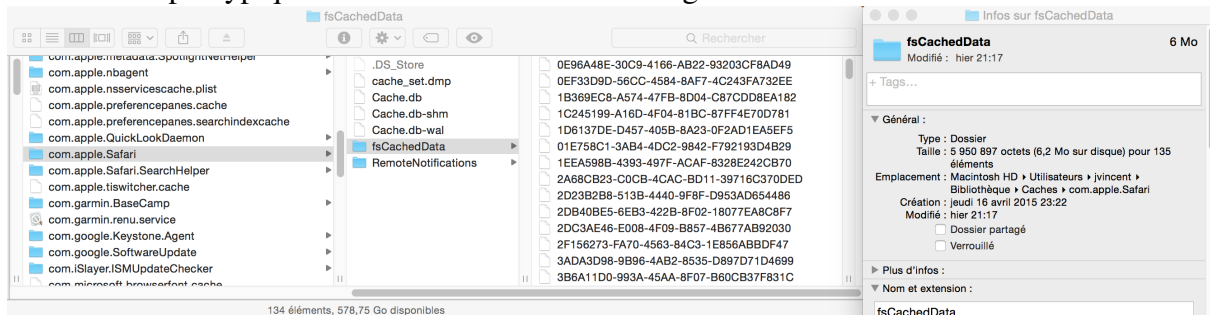 fsCachedData
Rechercher
com.apple.metadata.SpotlightNetHelper
com.apple.nbagent
com.apple.nsservicescache.plist
com.apple.preferencepanes.cache
com.apple.preferencepanes.searchindexcache
com.apple.QuickLookDaemon
com.apple.Safari
com.apple.Safari.SearchHelper
com.apple.tiswitcher.cache
com.garmin.BaseCamp
com.garmin.renu.service
com.google.Keystone.Agent
com.google.SoftwareUpdate
com.iSlayer.ISMUpdateChecker
com.microsoft.browserfont.cache
.DS_Store
cache_set.dmp
Cache.db
Cache.db-shm
Cache.db-wal
fsCachedData
RemoteNotifications
0E96A48E-30C9-4166-AB22-93203CF8AD49
0EF33D9D-56CC-4584-8AF7-4C243FA732EE
1B369EC8-A574-47FB-8D04-C87CDD8EA182
1C245199-A16D-4F04-81BC-87FF4E70D781
1D6137DE-D457-405B-8A23-0F2AD1EA5EF5
01E758C1-3AB4-4DC2-9842-F792193D4B29
1EEA598B-4393-497F-ACAF-8328E242CB70
2A68CB23-C0CB-4CAC-BD11-39716C370DED
2D23B2B8-513B-4440-9F8F-D953AD654486
2DB40BE5-6EB3-422B-8F02-18077EA8C8F7
2DC3AE46-E008-4F09-B857-4B677AB92030
2F156273-FA70-4563-84C3-1E856ABBDF47
3ADA3D98-9B96-4AB2-8535-D897D71D4699
3B6A11D0-993A-45AA-8F07-B60CB37F831C
134 éléments, 578,75 Go disponibles
Infos sur fsCachedData
fsCachedData 6 Mo
Modifié : hier 21:17
+ Tags…
Général :
Type : Dossier
Taille : 5 950 897 octets (6,2 Mo sur disque) pour 135
éléments
Emplacement : Macintosh HD ▸ Utilisateurs ▸ jvincent ▸
Bibliothèque ▸ Caches ▸ com.apple.Safari
Création : jeudi 16 avril 2015 23:22
Modifié : hier 21:17
Dossier partagé
Verrouillé
Plus d'infos :
Nom et extension :
fsCachedData